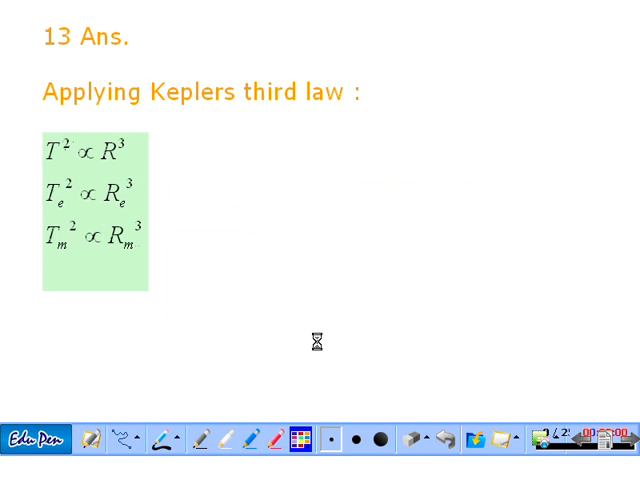 13 Ans.
Applying Keplers third law :
T² ∝ R³
Tₑ² ∝ Rₑ³
Tₘ² ∝ Rₘ³
Edu Pen